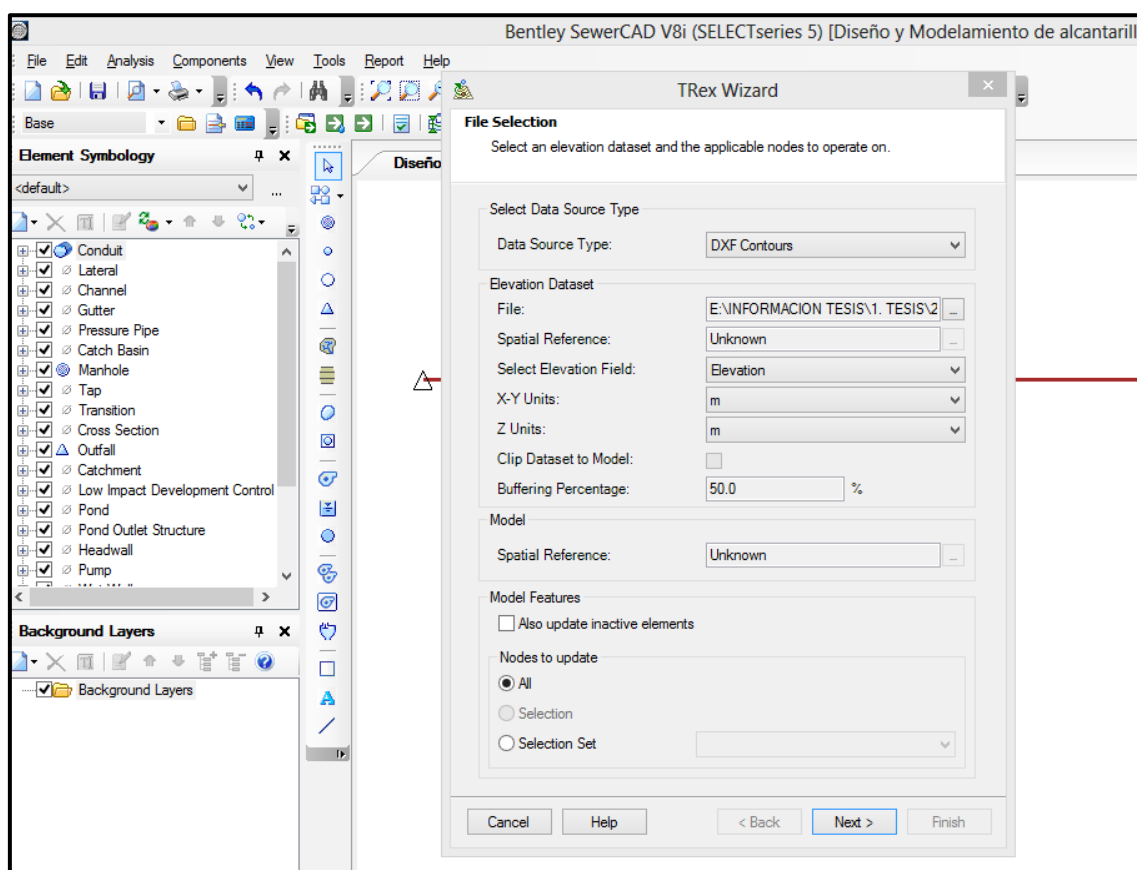 Bentley SewerCAD V8i (SELECTseries 5) [Diseño y Modelamiento de alcantarill
File Edit Analysis Components View Tools Report Help
Base
Element Symbology
<default>
...
Conduit
Lateral
Channel
Gutter
Pressure Pipe
Catch Basin
Manhole
Tap
Transition
Cross Section
Outfall
Catchment
Low Impact Development Control
Pond
Pond Outlet Structure
Headwall
Pump
Background Layers
Background Layers
Diseño
TRex Wizard
File Selection
Select an elevation dataset and the applicable nodes to operate on.
Select Data Source Type
Data Source Type: DXF Contours
Elevation Dataset
File: E:\INFORMACION TESIS\1. TESIS\2 ...
Spatial Reference: Unknown ...
Select Elevation Field: Elevation
X-Y Units: m
Z Units: m
Clip Dataset to Model:
Buffering Percentage: 50.0 %
Model
Spatial Reference: Unknown ...
Model Features
Also update inactive elements
Nodes to update
All
Selection
Selection Set
Cancel Help < Back Next > Finish